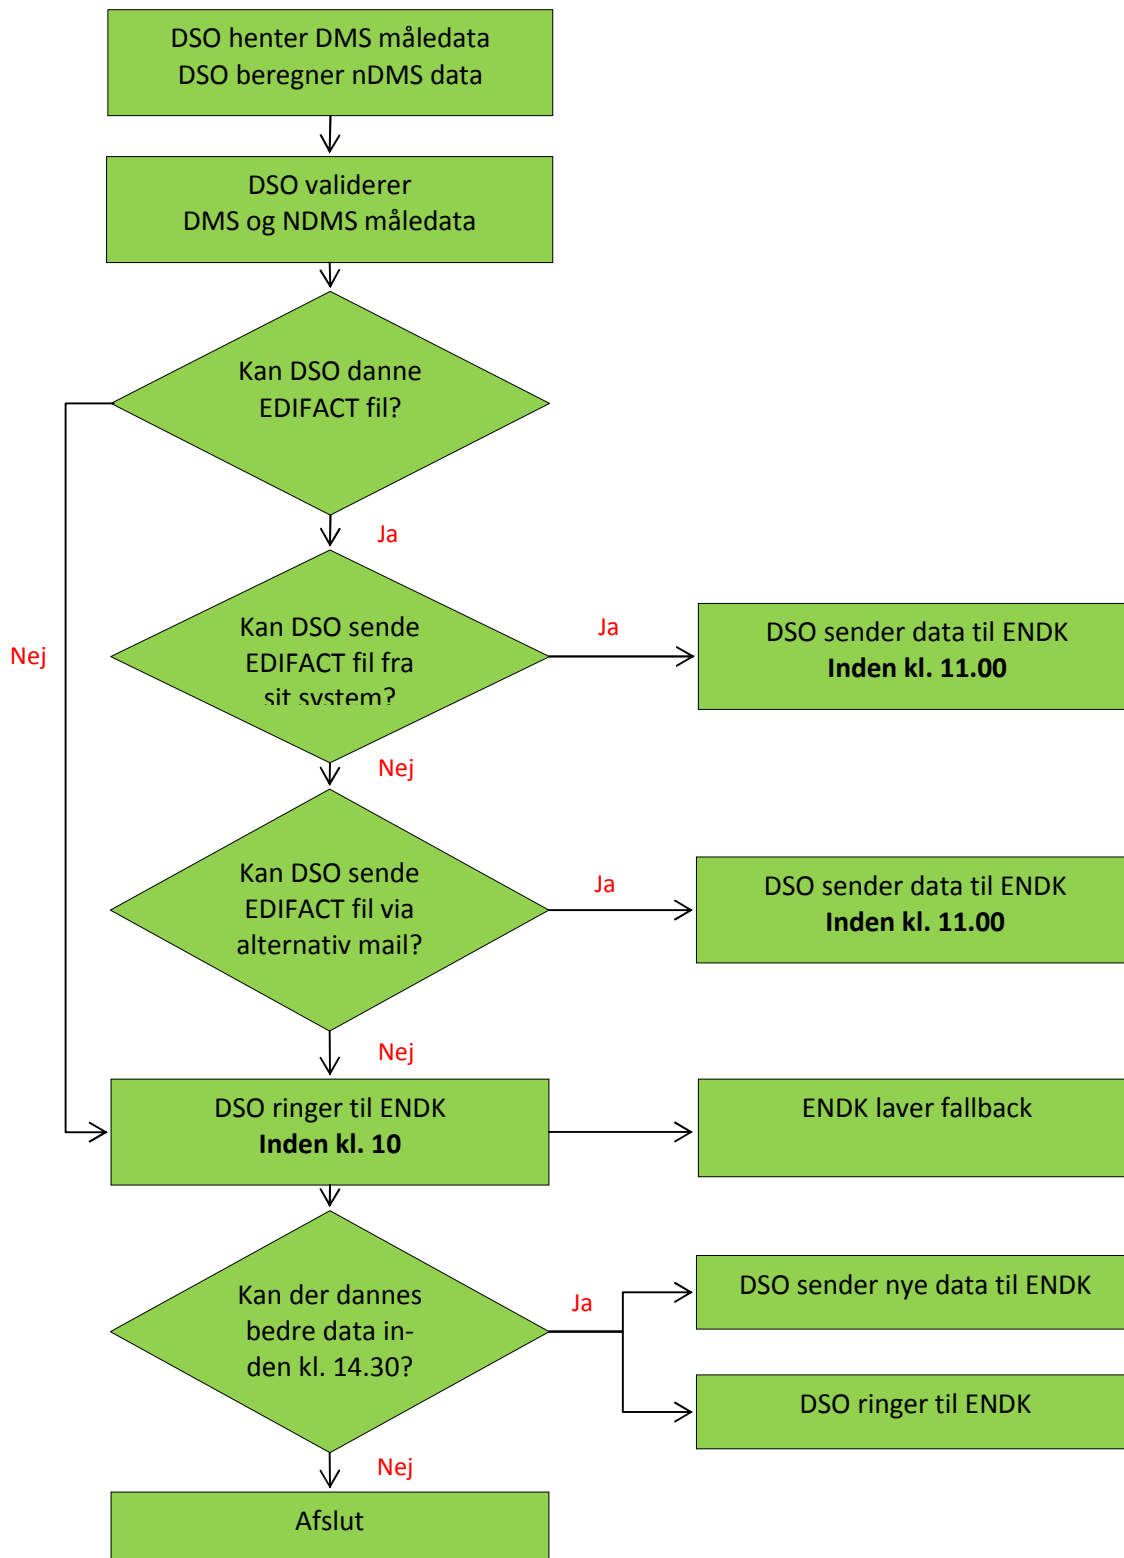 DSO henter DMS måledata
DSO beregner nDMS data
DSO validerer
DMS og NDMS måledata
Kan DSO danne
EDIFACT fil?
Ja
Nej
Kan DSO sende
EDIFACT fil fra
sit system?
Ja
DSO sender data til ENDK
Inden kl. 11.00
Nej
Kan DSO sende
EDIFACT fil via
alternativ mail?
Ja
DSO sender data til ENDK
Inden kl. 11.00
Nej
DSO ringer til ENDK
Inden kl. 10
ENDK laver fallback
Kan der dannes
bedre data in-
den kl. 14.30?
Ja
DSO sender nye data til ENDK
DSO ringer til ENDK
Nej
Afslut